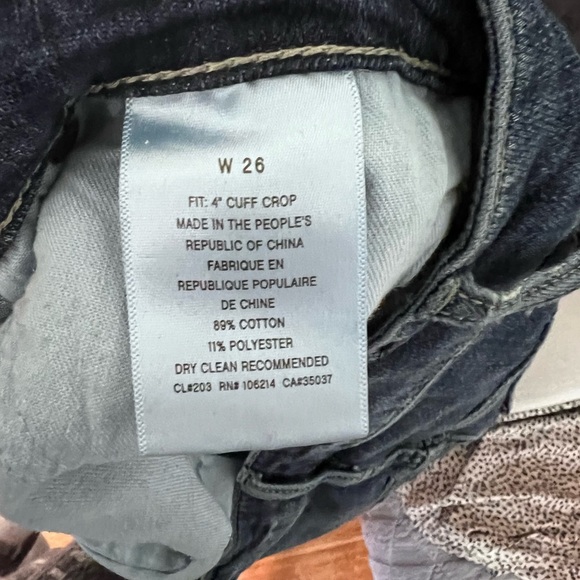 W 26
FIT: 4" CUFF CROP
MADE IN THE PEOPLE'S
REPUBLIC OF CHINA
FABRIQUE EN
REPUBLIQUE POPULAIRE
DE CHINE
89% COTTON
11% POLYESTER
DRY CLEAN RECOMMENDED
CL#203 RN# 106214 CA#35037